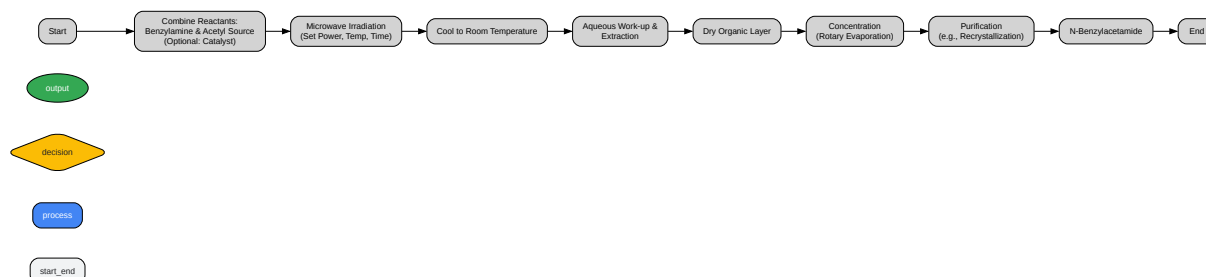 Start
Combine Reactants:
Benzylamine & Acetyl Source
(Optional: Catalyst)
Microwave Irradiation
(Set Power, Temp, Time)
Cool to Room Temperature
Aqueous Work-up &
Extraction
Dry Organic Layer
Concentration
(Rotary Evaporation)
Purification
(e.g., Recrystallization)
N-Benzylacetamide
End
output
decision
process
start_end